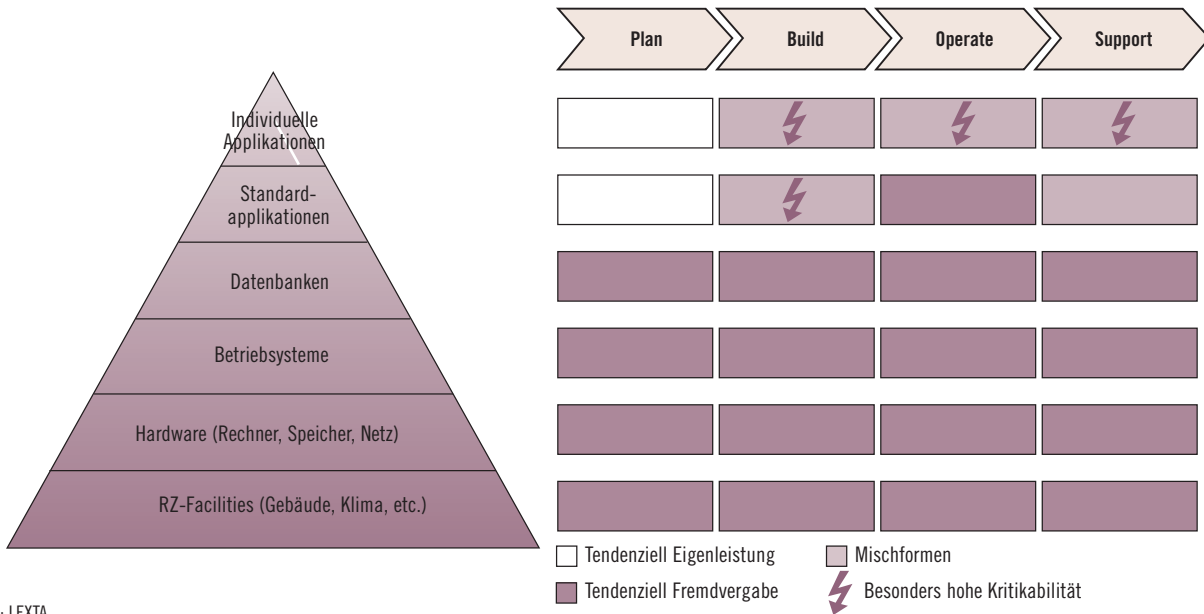 Plan
Build
Operate
Support
Individuelle
Applikationen
Standard-
applikationen
Datenbanken
Betriebsysteme
Hardware (Rechner, Speicher, Netz)
RZ-Facilities (Gebäude, Klima, etc.)
Tendenziell Eigenleistung
Mischformen
Tendenziell Fremdvergabe
Besonders hohe Kritikabilität
LEXTA